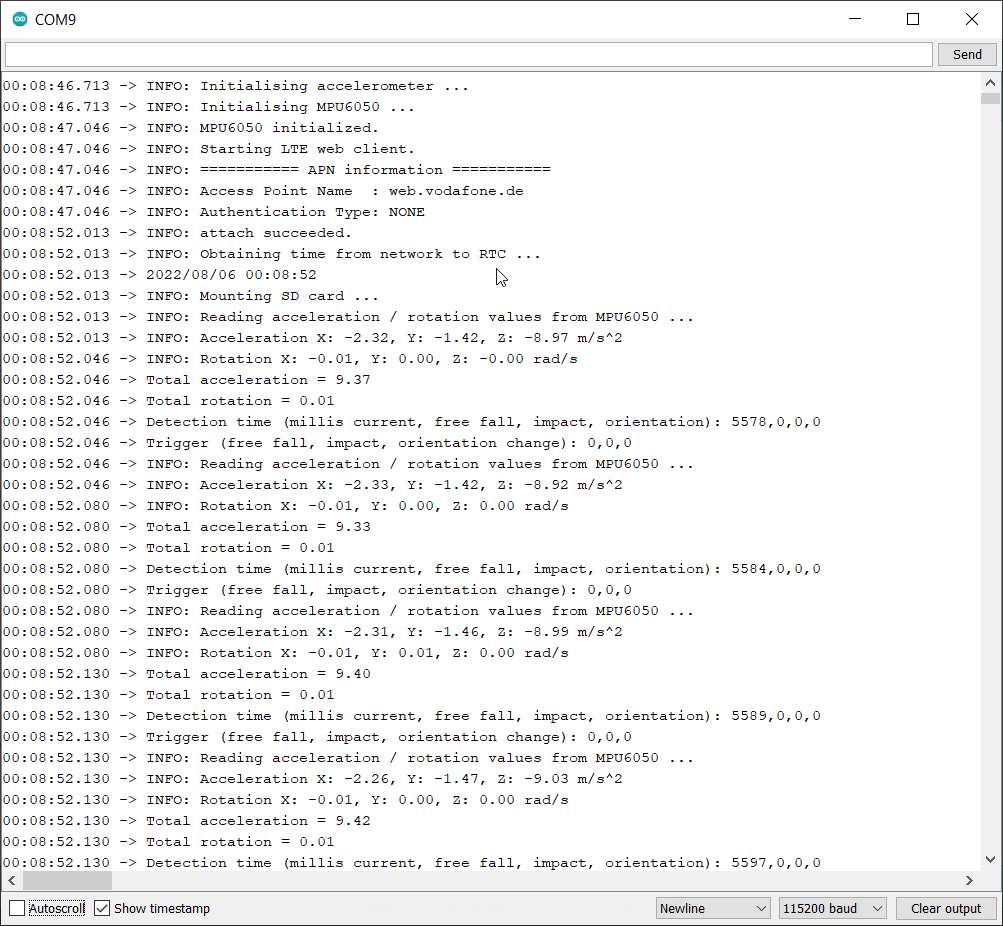 COM9
Send
00:08:46.713 -> INFO: Initialising accelerometer ...
00:08:46.713 -> INFO: Initialising MPU6050 ...
00:08:47.046 -> INFO: MPU6050 initialized.
00:08:47.046 -> INFO: Starting LTE web client.
00:08:47.046 -> INFO: =========== APN information ===========
00:08:47.046 -> INFO: Access Point Name  : web.vodafone.de
00:08:47.046 -> INFO: Authentication Type: NONE
00:08:52.013 -> INFO: attach succeeded.
00:08:52.013 -> INFO: Obtaining time from network to RTC ...
00:08:52.013 -> 2022/08/06 00:08:52
00:08:52.013 -> INFO: Mounting SD card ...
00:08:52.013 -> INFO: Reading acceleration / rotation values from MPU6050 ...
00:08:52.013 -> INFO: Acceleration X: -2.32, Y: -1.42, Z: -8.97 m/s^2
00:08:52.046 -> INFO: Rotation X: -0.01, Y: 0.00, Z: -0.00 rad/s
00:08:52.046 -> Total acceleration = 9.37
00:08:52.046 -> Total rotation = 0.01
00:08:52.046 -> Detection time (millis current, free fall, impact, orientation): 5578,0,0,0
00:08:52.046 -> Trigger (free fall, impact, orientation change): 0,0,0
00:08:52.046 -> INFO: Reading acceleration / rotation values from MPU6050 ...
00:08:52.046 -> INFO: Acceleration X: -2.33, Y: -1.42, Z: -8.92 m/s^2
00:08:52.080 -> INFO: Rotation X: -0.01, Y: 0.00, Z: 0.00 rad/s
00:08:52.080 -> Total acceleration = 9.33
00:08:52.080 -> Total rotation = 0.01
00:08:52.080 -> Detection time (millis current, free fall, impact, orientation): 5584,0,0,0
00:08:52.080 -> Trigger (free fall, impact, orientation change): 0,0,0
00:08:52.080 -> INFO: Reading acceleration / rotation values from MPU6050 ...
00:08:52.080 -> INFO: Acceleration X: -2.31, Y: -1.46, Z: -8.99 m/s^2
00:08:52.080 -> INFO: Rotation X: -0.01, Y: 0.01, Z: 0.00 rad/s
00:08:52.130 -> Total acceleration = 9.40
00:08:52.130 -> Total rotation = 0.01
00:08:52.130 -> Detection time (millis current, free fall, impact, orientation): 5589,0,0,0
00:08:52.130 -> Trigger (free fall, impact, orientation change): 0,0,0
00:08:52.130 -> INFO: Reading acceleration / rotation values from MPU6050 ...
00:08:52.130 -> INFO: Acceleration X: -2.26, Y: -1.47, Z: -9.03 m/s^2
00:08:52.130 -> INFO: Rotation X: -0.01, Y: 0.00, Z: 0.00 rad/s
00:08:52.130 -> Total acceleration = 9.42
00:08:52.130 -> Total rotation = 0.01
00:08:52.130 -> Detection time (millis current, free fall, impact, orientation): 5597,0,0,0
Autoscroll Show timestamp Newline 115200 baud Clear output